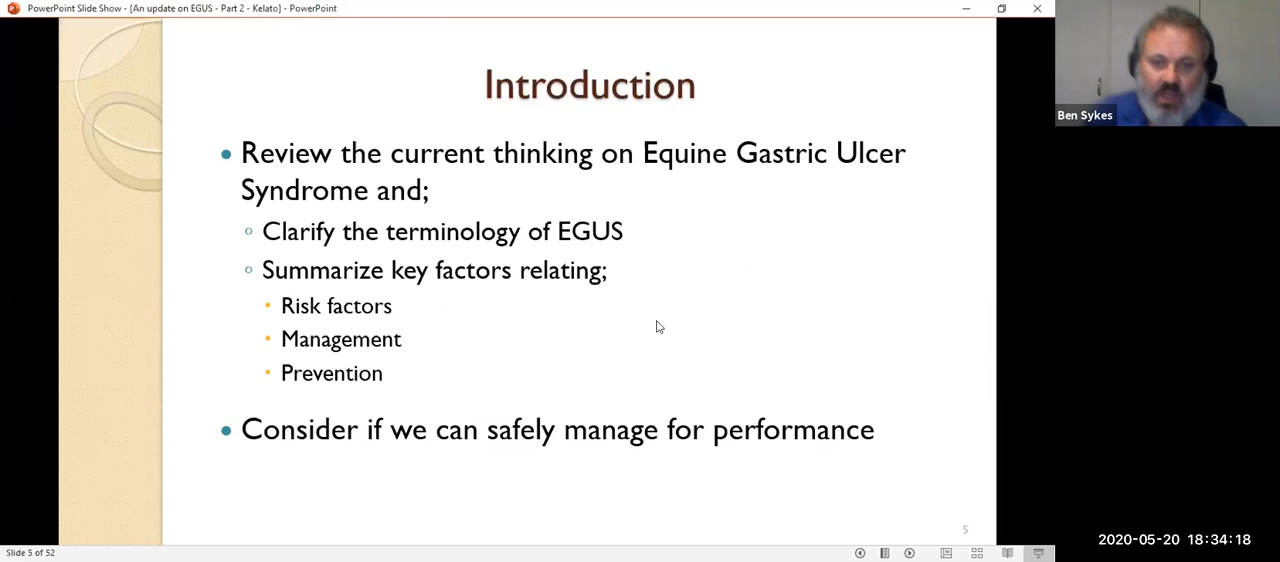 PowerPoint Slide Show - [An update on EGUS - Part 2 - Kelato] - PowerPoint
Introduction
Review the current thinking on Equine Gastric Ulcer
Syndrome and;
Clarify the terminology of EGUS
Summarize key factors relating;
Risk factors
Management
Prevention
Consider if we can safely manage for performance
5
Slide 5 of 52
Ben Sykes
2020-05-20 18:34:18